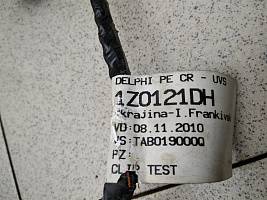 DELPHI PE CR - UVS
1Z0121DH
Ukrajina-I.Frankivsk
VD:08.11.2010
VS:TAB019000Q
PZ:
CLIP TEST